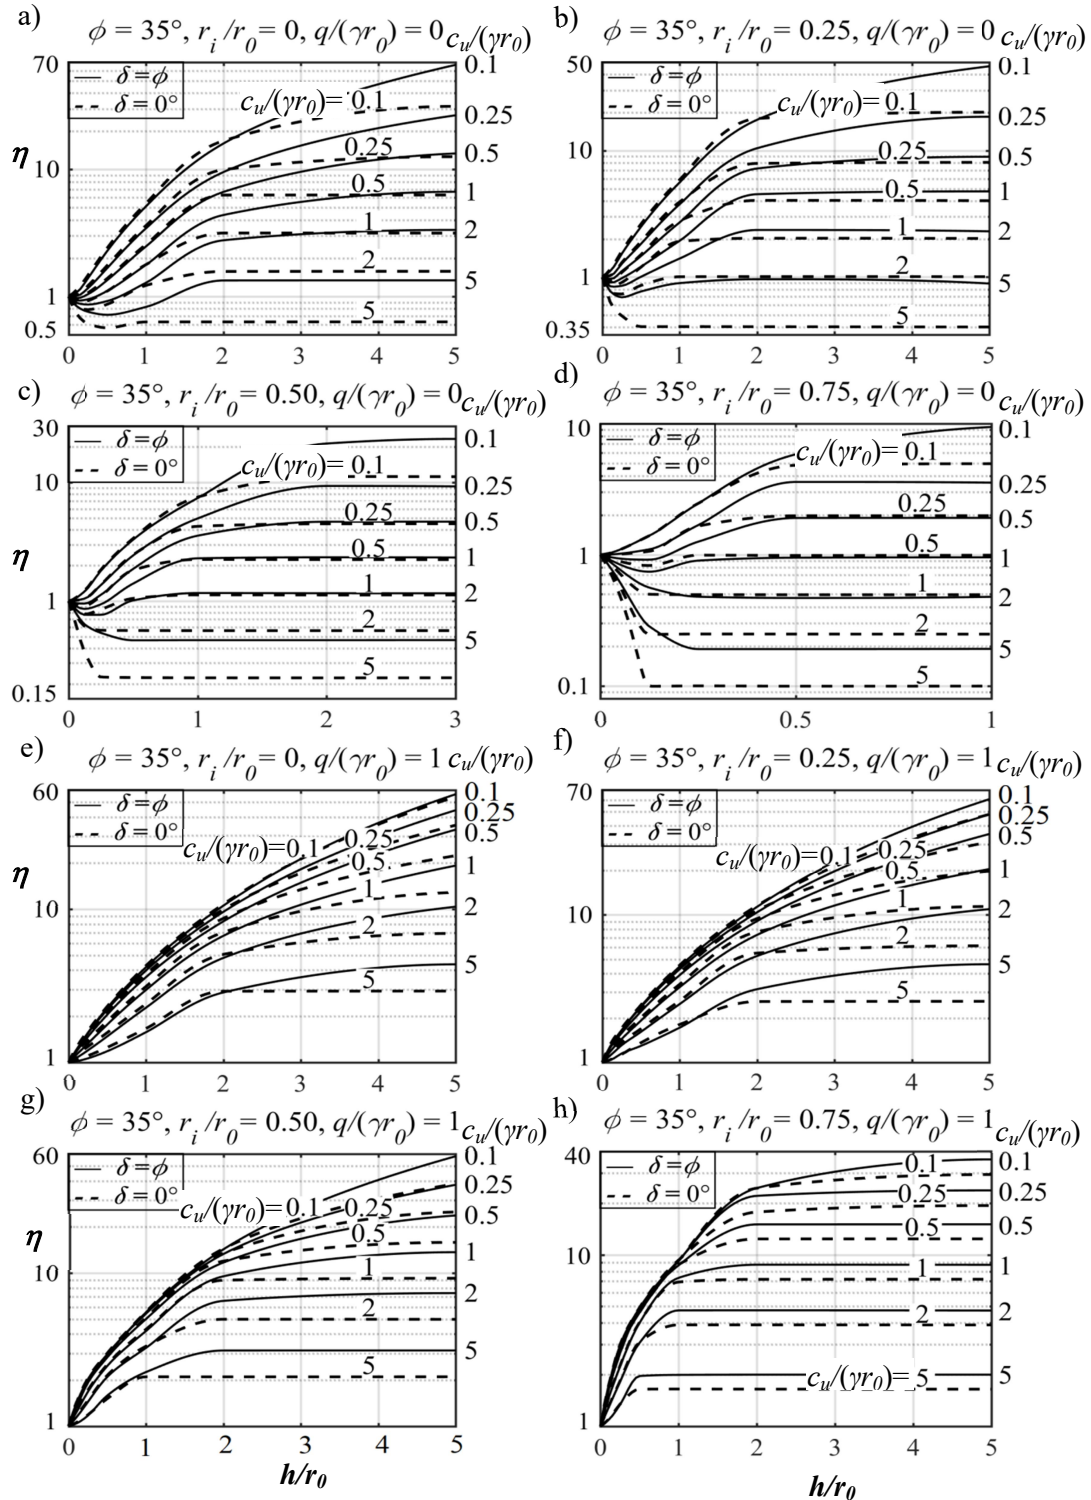 a)
ϕ = 35°, r_i/r_0= 0, q/(γr_0) = 0 c_u/(γr_0)
70
10
1
0.5
η
δ=ϕ
δ=0°
c_u/(γr_0)= 0.1
0.25
0.5
1
2
5
0.1
0.25
0.5
1
2
5
0 1 2 3 4 5
b)
ϕ = 35°, r_i/r_0= 0.25, q/(γr_0) = 0 c_u/(γr_0)
50
10
1
0.35
δ=ϕ
δ=0°
c_u/(γr_0)= 0.1
0.25
0.5
1
2
5
0.1
0.25
0.5
1
2
5
0 1 2 3 4 5
c)
ϕ = 35°, r_i/r_0= 0.50, q/(γr_0) = 0 c_u/(γr_0)
30
10
1
0.15
η
δ=ϕ
δ=0°
c_u/(γr_0)= 0.1
0.25
0.5
1
2
5
0.1
0.25
0.5
1
2
5
0 1 2 3
d)
ϕ = 35°, r_i/r_0= 0.75, q/(γr_0) = 0 c_u/(γr_0)
10
1
0.1
δ=ϕ
δ=0°
c_u/(γr_0)= 0.1
0.25
0.5
1
2
5
0.1
0.25
0.5
1
2
5
0 0.5 1
e)
ϕ = 35°, r_i/r_0= 0, q/(γr_0) = 1 c_u/(γr_0)
60
10
1
η
δ=ϕ
δ=0°
c_u/(γr_0)=0.1
0.25
0.5
1
2
5
0.1
0.25
0.5
1
2
5
0 1 2 3 4 5
f)
ϕ = 35°, r_i/r_0= 0.25, q/(γr_0) = 1 c_u/(γr_0)
70
10
1
δ=ϕ
δ=0°
c_u/(γr_0)=0.1
0.25
0.5
1
2
5
0.1
0.25
0.5
1
2
5
0 1 2 3 4 5
g)
ϕ = 35°, r_i/r_0= 0.50, q/(γr_0) = 1 c_u/(γr_0)
60
10
1
η
δ=ϕ
δ=0°
c_u/(γr_0)=0.1
0.25
0.5
1
2
5
0.1
0.25
0.5
1
2
5
0 1 2 3 4 5
h/r_0
h)
ϕ = 35°, r_i/r_0= 0.75, q/(γr_0) = 1 c_u/(γr_0)
40
10
1
δ=ϕ
δ=0°
0.1
0.25
0.5
1
2
c_u/(γr_0)= 5
0.1
0.25
0.5
1
2
5
0 1 2 3 4 5
h/r_0